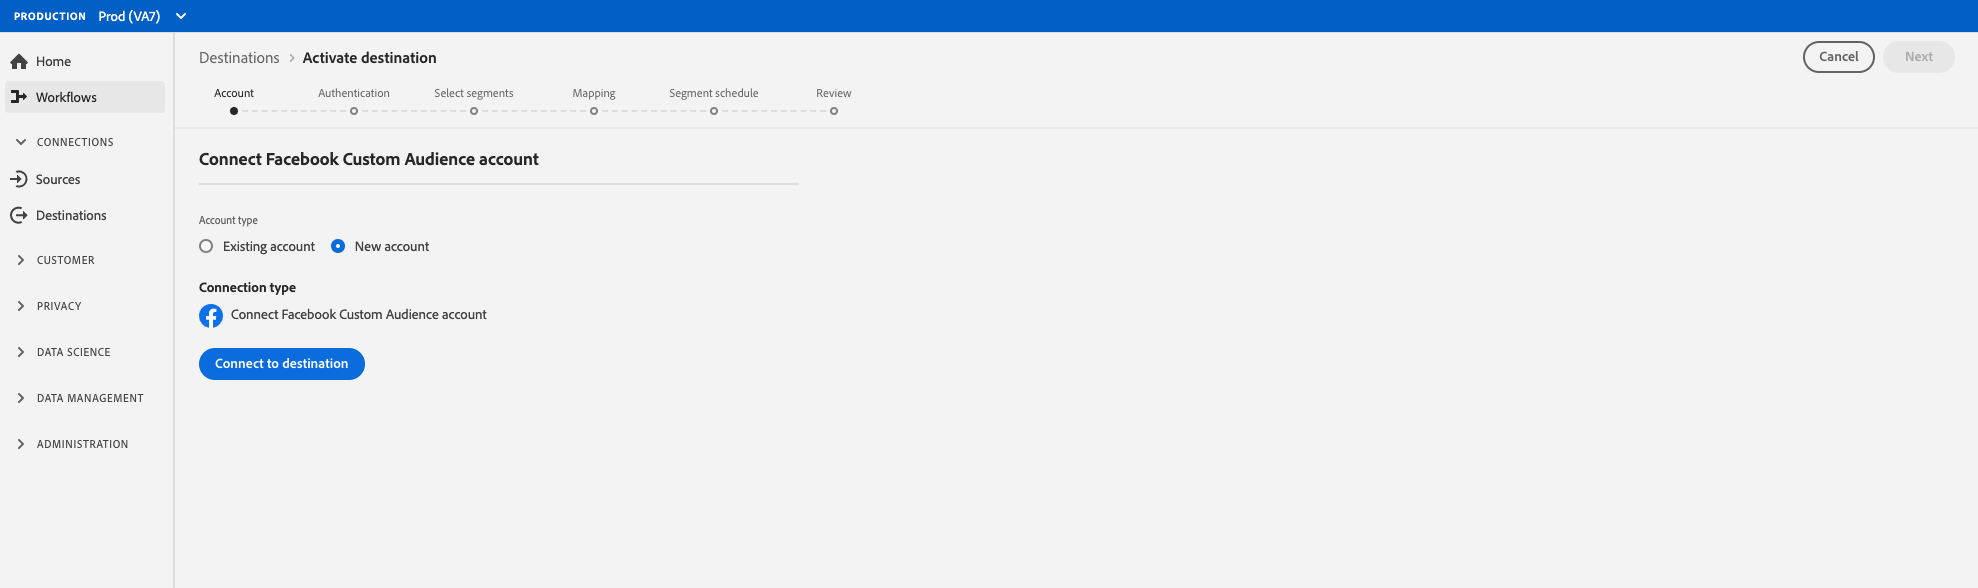 PRODUCTION Prod (VA7)
Home
Workflows
CONNECTIONS
Sources
Destinations
CUSTOMER
PRIVACY
DATA SCIENCE
DATA MANAGEMENT
ADMINISTRATION
Destinations > Activate destination
Cancel Next
Account Authentication Select segments Mapping Segment schedule Review
Connect Facebook Custom Audience account
Account type
Existing account New account
Connection type
Connect Facebook Custom Audience account
Connect to destination